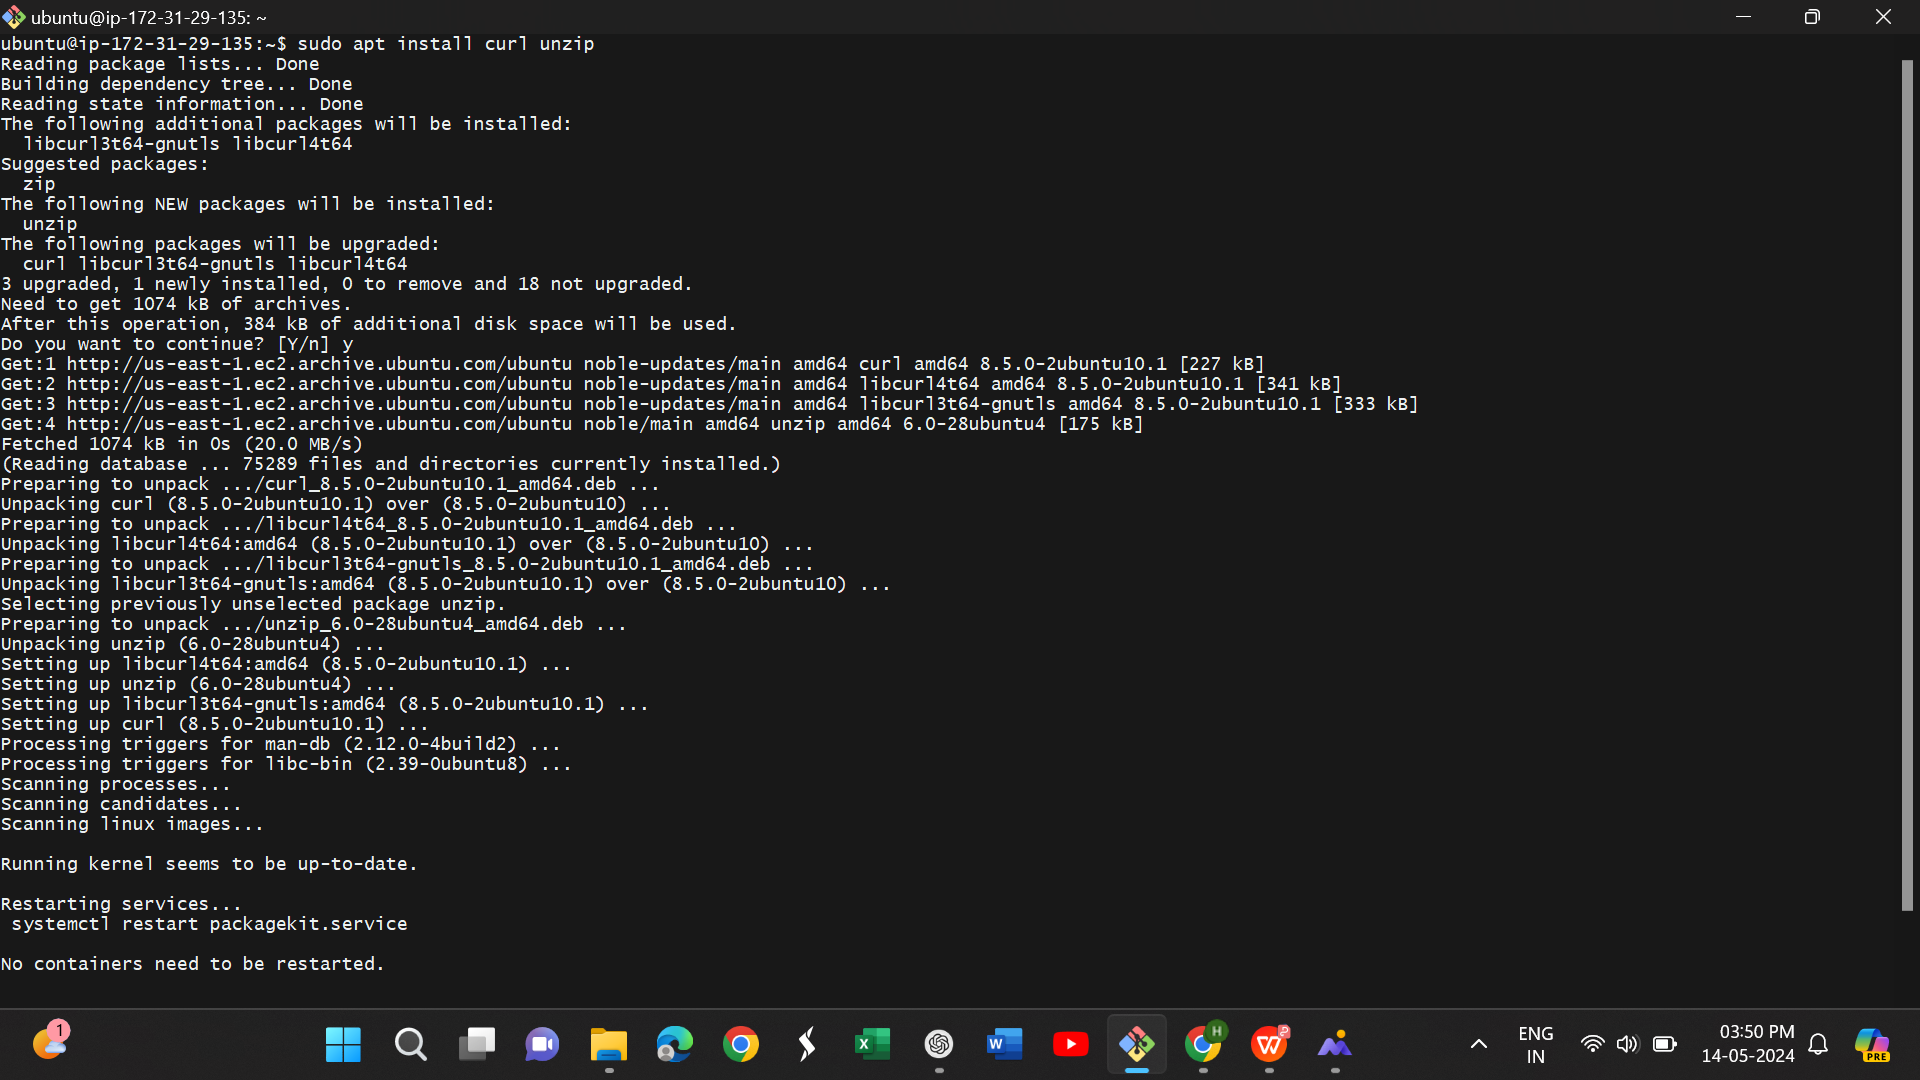 ubuntu@ip-172-31-29-135: ~
ubuntu@ip-172-31-29-135:~$ sudo apt install curl unzip
Reading package lists... Done
Building dependency tree... Done
Reading state information... Done
The following additional packages will be installed:
  libcurl3t64-gnutls libcurl4t64
Suggested packages:
  zip
The following NEW packages will be installed:
  unzip
The following packages will be upgraded:
  curl libcurl3t64-gnutls libcurl4t64
3 upgraded, 1 newly installed, 0 to remove and 18 not upgraded.
Need to get 1074 kB of archives.
After this operation, 384 kB of additional disk space will be used.
Do you want to continue? [Y/n] y
Get:1 http://us-east-1.ec2.archive.ubuntu.com/ubuntu noble-updates/main amd64 curl amd64 8.5.0-2ubuntu10.1 [227 kB]
Get:2 http://us-east-1.ec2.archive.ubuntu.com/ubuntu noble-updates/main amd64 libcurl4t64 amd64 8.5.0-2ubuntu10.1 [341 kB]
Get:3 http://us-east-1.ec2.archive.ubuntu.com/ubuntu noble-updates/main amd64 libcurl3t64-gnutls amd64 8.5.0-2ubuntu10.1 [333 kB]
Get:4 http://us-east-1.ec2.archive.ubuntu.com/ubuntu noble/main amd64 unzip amd64 6.0-28ubuntu4 [175 kB]
Fetched 1074 kB in 0s (20.0 MB/s)
(Reading database ... 75289 files and directories currently installed.)
Preparing to unpack .../curl_8.5.0-2ubuntu10.1_amd64.deb ...
Unpacking curl (8.5.0-2ubuntu10.1) over (8.5.0-2ubuntu10) ...
Preparing to unpack .../libcurl4t64_8.5.0-2ubuntu10.1_amd64.deb ...
Unpacking libcurl4t64:amd64 (8.5.0-2ubuntu10.1) over (8.5.0-2ubuntu10) ...
Preparing to unpack .../libcurl3t64-gnutls_8.5.0-2ubuntu10.1_amd64.deb ...
Unpacking libcurl3t64-gnutls:amd64 (8.5.0-2ubuntu10.1) over (8.5.0-2ubuntu10) ...
Selecting previously unselected package unzip.
Preparing to unpack .../unzip_6.0-28ubuntu4_amd64.deb ...
Unpacking unzip (6.0-28ubuntu4) ...
Setting up libcurl4t64:amd64 (8.5.0-2ubuntu10.1) ...
Setting up unzip (6.0-28ubuntu4) ...
Setting up libcurl3t64-gnutls:amd64 (8.5.0-2ubuntu10.1) ...
Setting up curl (8.5.0-2ubuntu10.1) ...
Processing triggers for man-db (2.12.0-4build2) ...
Processing triggers for libc-bin (2.39-0ubuntu8) ...
Scanning processes...
Scanning candidates...
Scanning linux images...
Running kernel seems to be up-to-date.
Restarting services...
 systemctl restart packagekit.service
No containers need to be restarted.
1
H
ENG
IN
03:50 PM
14-05-2024
PRE